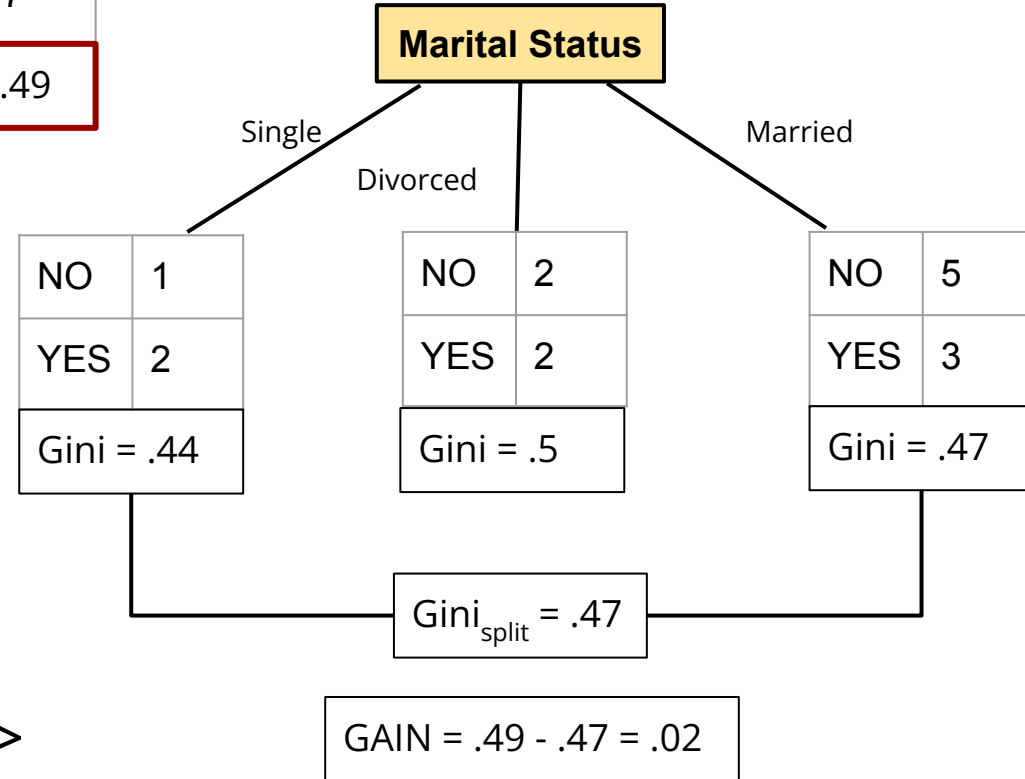 .49
Marital Status
Single
Divorced
Married
NO 1
YES 2
Gini = .44
NO 2
YES 2
Gini = .5
NO 5
YES 3
Gini = .47
Gini split = .47
>
GAIN = .49 - .47 = .02